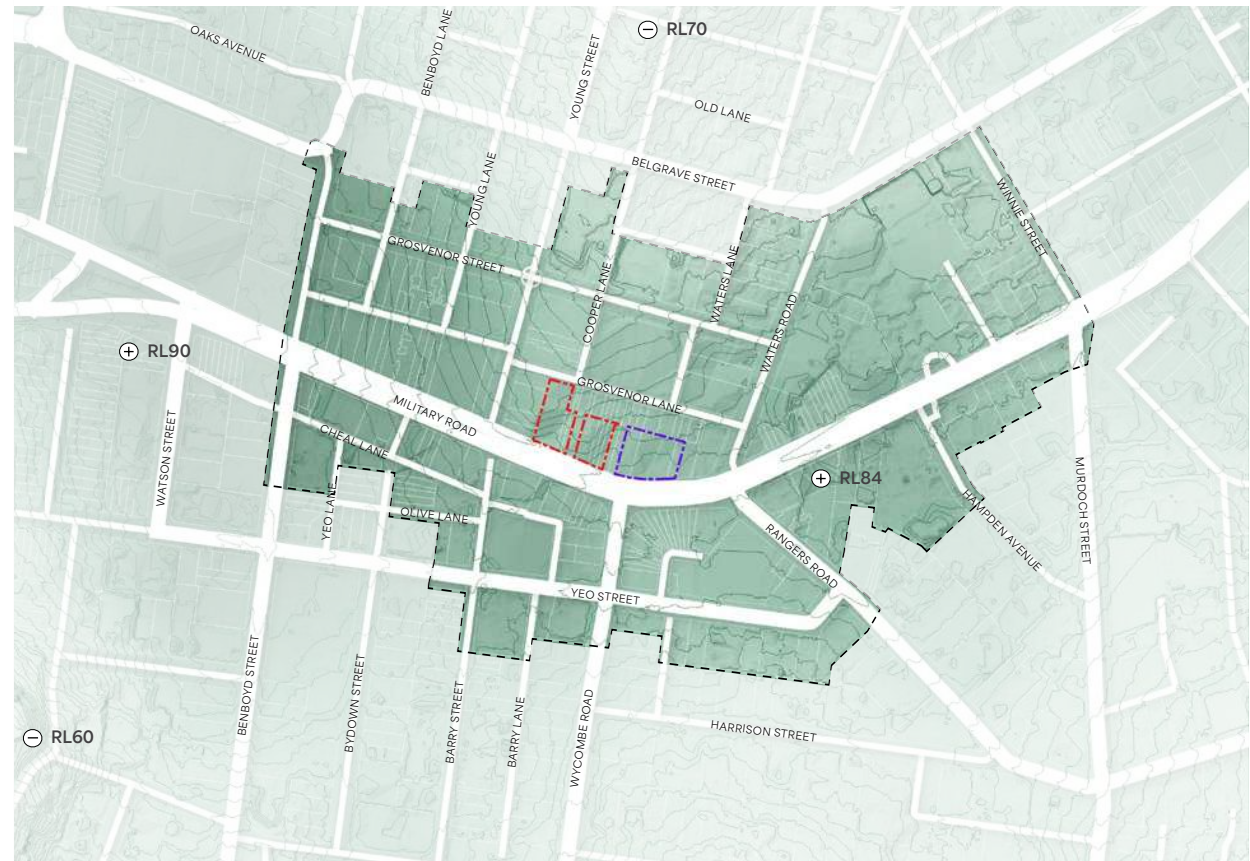 RL70
OAKS AVENUE
BENBOYD LANE
YOUNG STREET
OLD LANE
BELGRAVE STREET
YOUNG LANE
WINNIE STREET
GROSVENOR STREET
COOPER LANE
WATERS LANE
WATERS ROAD
RL90
GROSVENOR LANE
MILITARY ROAD
CHEAL LANE
WATSON STREET
RL84
YEO LANE
OLIVE LANE
HAMPDEN AVENUE
MURDOCH STREET
RANGERS ROAD
YEO STREET
BENBOYD STREET
BYDOWN STREET
BARRY STREET
BARRY LANE
WYCOMBE ROAD
HARRISON STREET
RL60